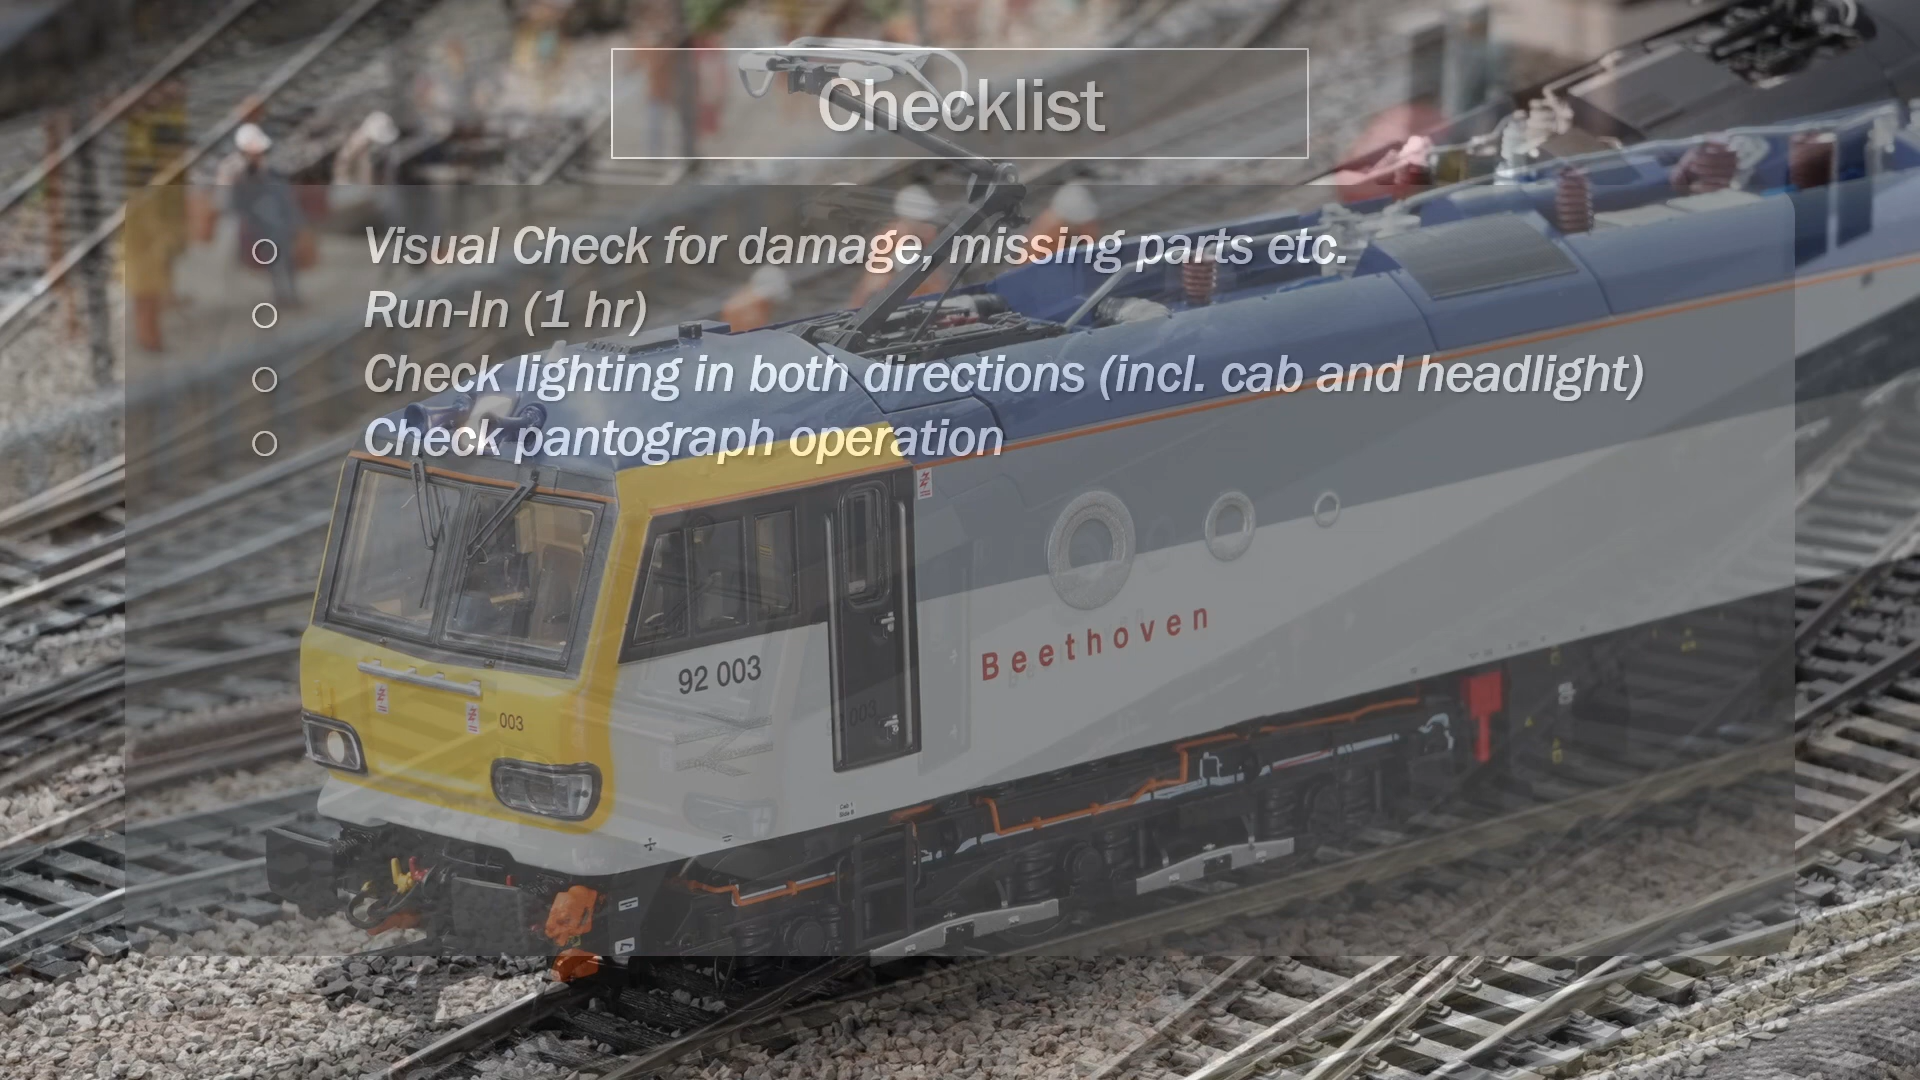 Checklist
Visual Check for damage, missing parts etc.
Run-In (1 hr)
Check lighting in both directions (incl. cab and headlight)
Check pantograph operation
Beethoven
92 003
003